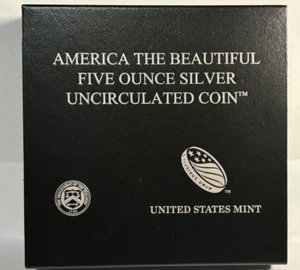 AMERICA THE BEAUTIFUL
FIVE OUNCE SILVER
UNCIRCULATED COIN™
UNITED STATES MINT